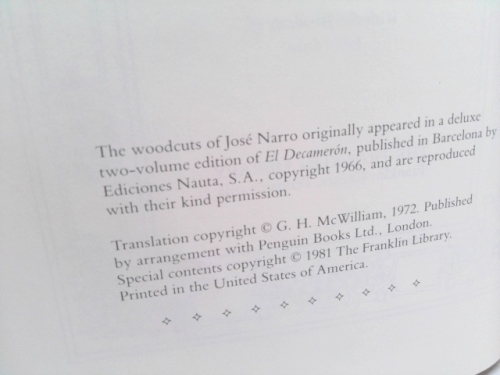 The woodcuts of José Narro originally appeared in a deluxe
two-volume edition of El Decamerón, published in Barcelona by
Ediciones Nauta, S.A., copyright 1966, and are reproduced
with their kind permission.
Translation copyright © G. H. McWilliam, 1972. Published
by arrangement with Penguin Books Ltd., London.
Special contents copyright © 1981 The Franklin Library.
Printed in the United States of America.